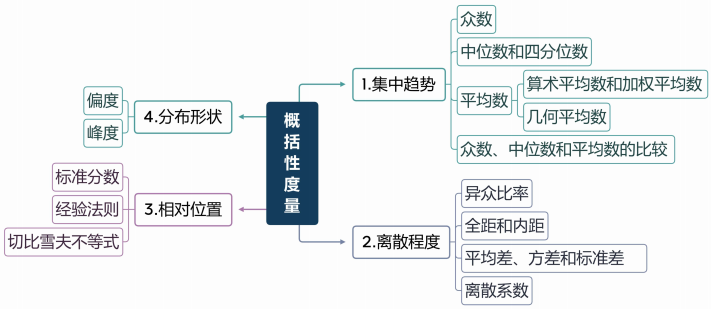 概括性度量
1.集中趋势
众数
中位数和四分位数
平均数
算术平均数和加权平均数
几何平均数
众数、中位数和平均数的比较
2.离散程度
异众比率
全距和内距
平均差、方差和标准差
离散系数
3.相对位置
标准分数
经验法则
切比雪夫不等式
4.分布形状
偏度
峰度